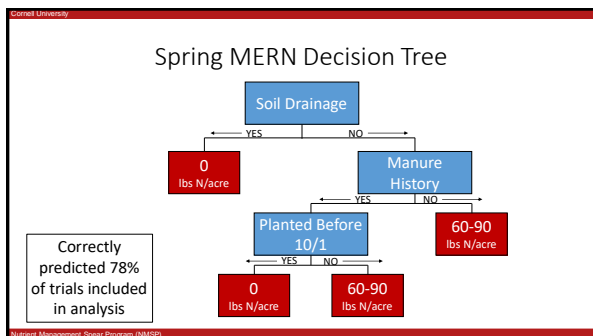 Cornell University
Spring MERN Decision Tree
Soil Drainage
YES
NO
0
lbs N/acre
Manure
History
YES
NO
Planted Before
10/1
60-90
lbs N/acre
YES
NO
0
lbs N/acre
60-90
lbs N/acre
Correctly
predicted 78%
of trials included
in analysis
Nutrient Management Spear Program (NMSP)